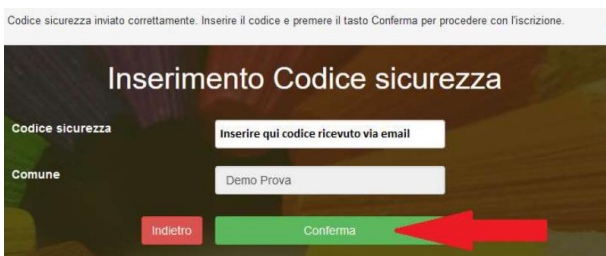 Codice sicurezza inviato correttamente. Inserire il codice e premere il tasto Conferma per procedere con l'iscrizione.
Inserimento Codice sicurezza
Codice sicurezza
Inserire qui codice ricevuto via email
Comune
Demo Prova
Indietro
Conferma